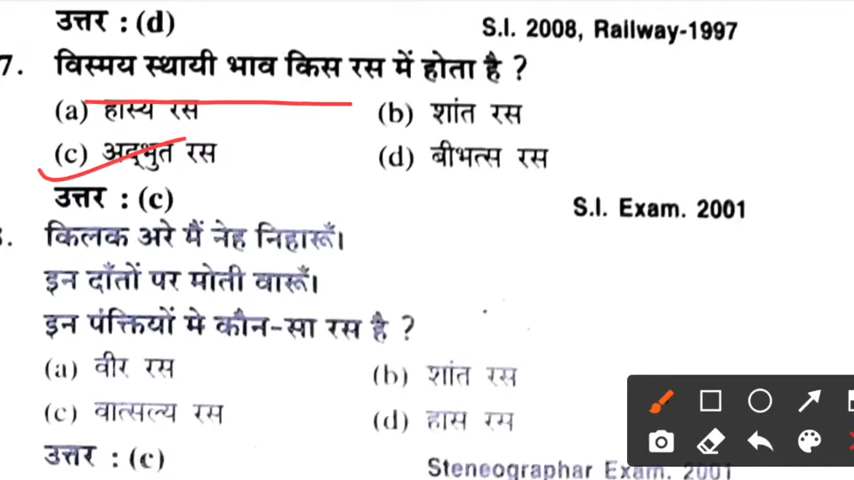 उत्तर : (d)
S.I. 2008, Railway-1997
7. विस्मय स्थायी भाव किस रस में होता है ?
(a) हास्य रस (b) शांत रस
(c) अद्भुत रस (d) बीभत्स रस
उत्तर : (c)
S.I. Exam. 2001
किलक अरे मैं नेह निहारूँ।
इन दाँतों पर मोती वारूँ।
इन पंक्तियों मे कौन-सा रस है ?
(a) वीर रस (b) शांत रस
(c) वात्सल्य रस (d) हास रस
उत्तर : (c)
Steneographar Exam. 2001